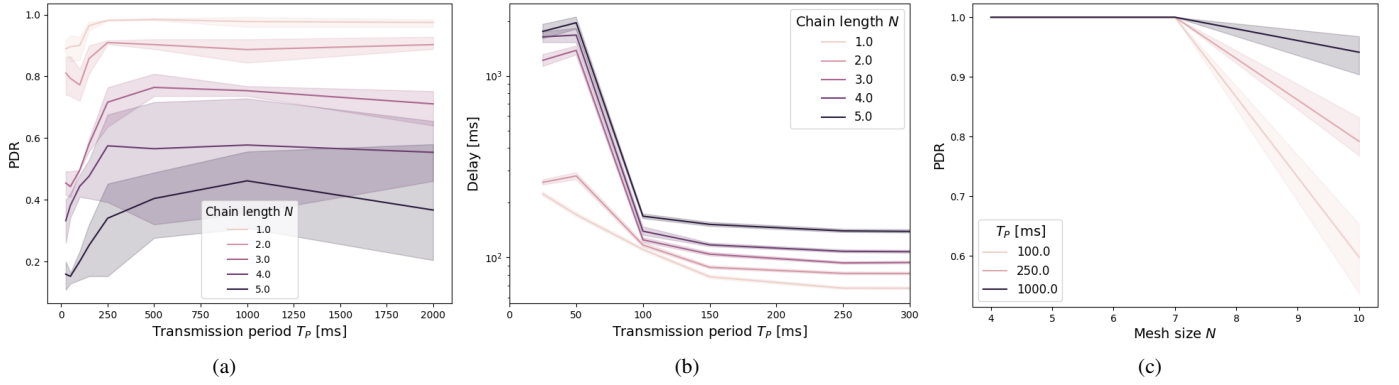 1.0
0.8
0.6
0.4
0.2
PDR
Chain length N
1.0
2.0
3.0
4.0
5.0
0 250 500 750 1000 1250 1500 1750 2000
Transmission period T_P [ms]
(a)
10³
10²
Delay [ms]
Chain length N
1.0
2.0
3.0
4.0
5.0
0 50 100 150 200 250 300
Transmission period T_P [ms]
(b)
1.0
0.9
0.8
0.7
0.6
PDR
T_P [ms]
100.0
250.0
1000.0
4 5 6 7 8 9 10
Mesh size N
(c)